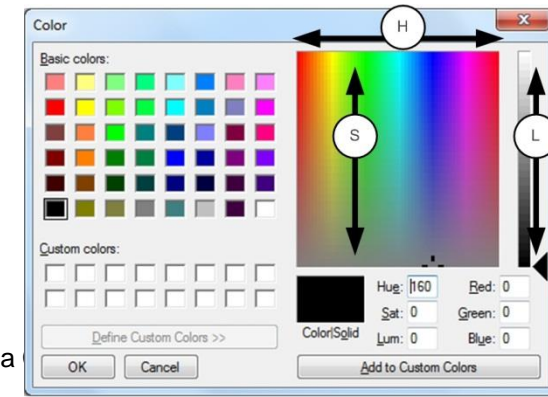 H
Color
Basic colors:
S
L
Custom colors:
Hue: 160 Red: 0
Sat: 0 Green: 0
Color|Solid Lum: 0 Blue: 0
Define Custom Colors >>
a
OK Cancel Add to Custom Colors